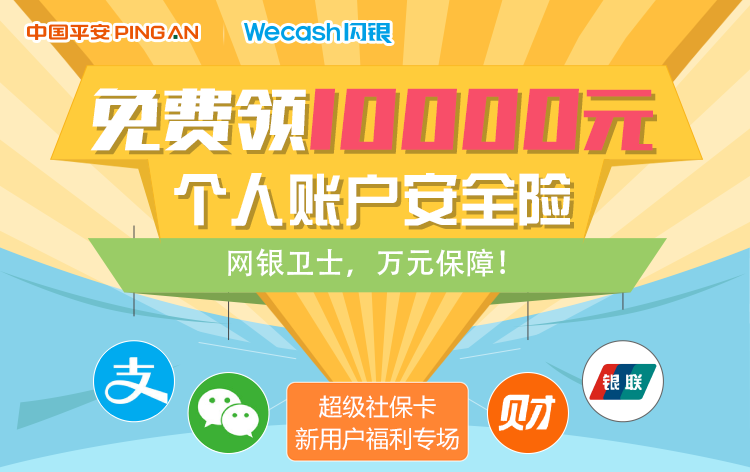 中国平安 PING AN
Wecash闪银
免费领10000元
个人账户安全险
网银卫士，万元保障！
支
超级社保卡
新用户福利专场
财
银联